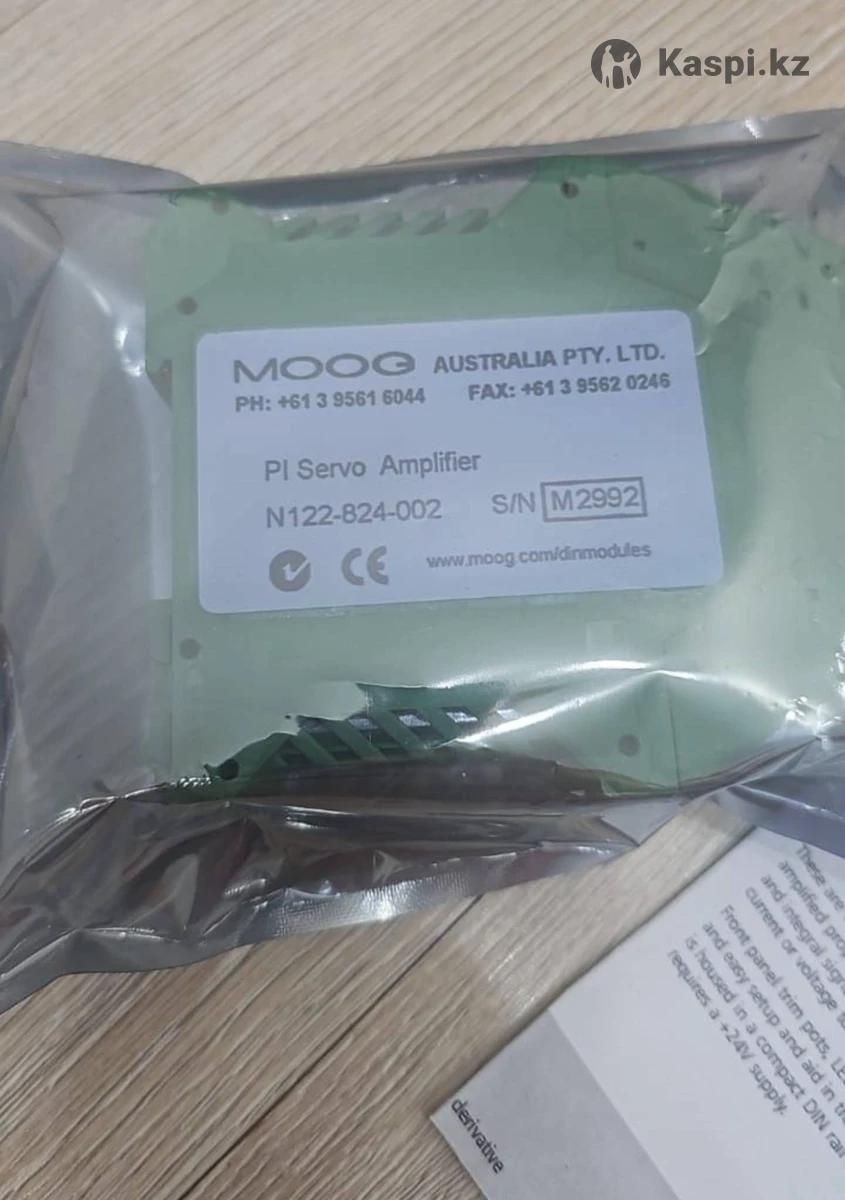 Kaspi.kz
MOOG AUSTRALIA PTY. LTD.
PH: +61 3 9561 6044 FAX: +61 3 9562 0246
PI Servo Amplifier
N122-824-002 S/N M2992
CE www.moog.com/dinmodules
These are
amplified
and integral
current or voltage
Front panel trim pots,
and easy setup and aid in
is housed in a compact DIN
requires a +24V supply.
derivative